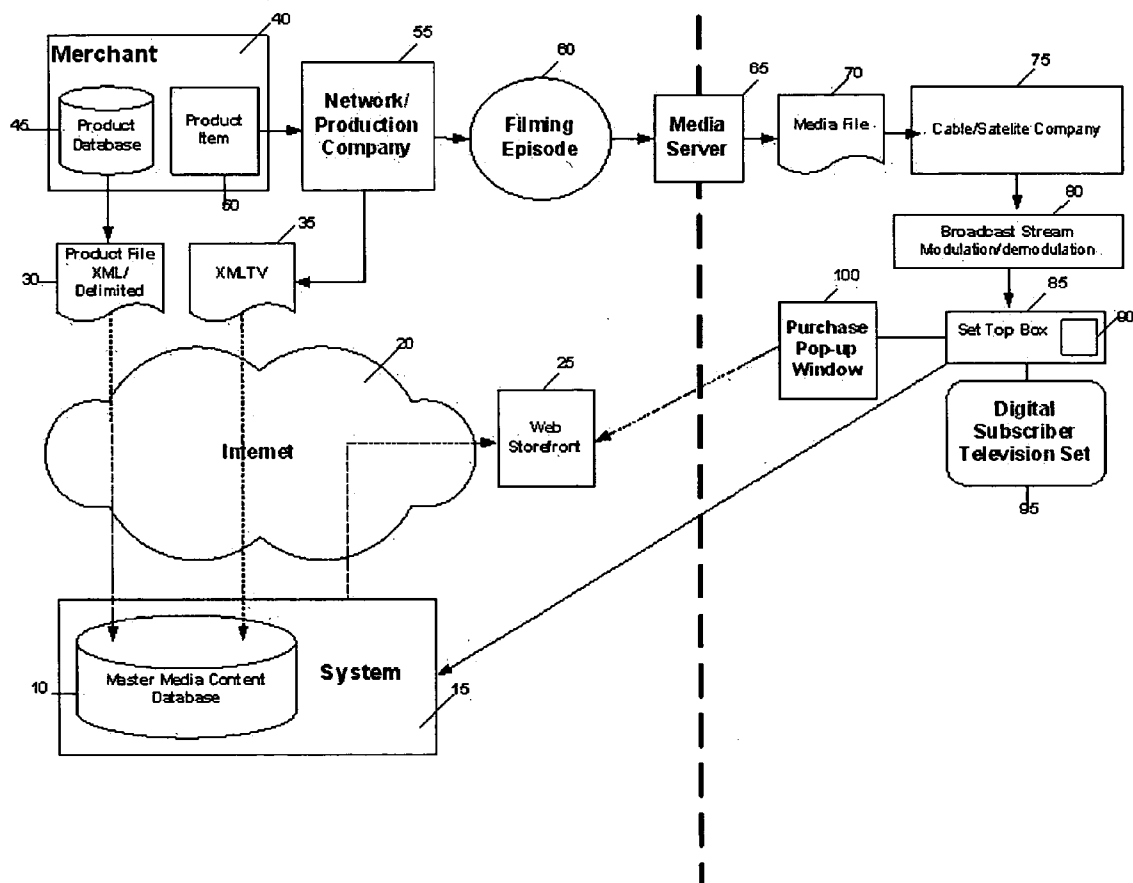 40
Merchant
45
Product
Database
Product
Item
50
55
Network/
Production
Company
60
Filming
Episode
65
Media
Server
70
Media File
75
Cable/Satelite Company
80
Broadcast Stream
Modulation/demodulation
30
Product File
XML/
Delimited
35
XMLTV
100
Purchase
Pop-up
Window
85
Set Top Box
90
20
Internet
25
Web
Storefront
Digital
Subscriber
Television Set
95
10
Master Media Content
Database
System
15